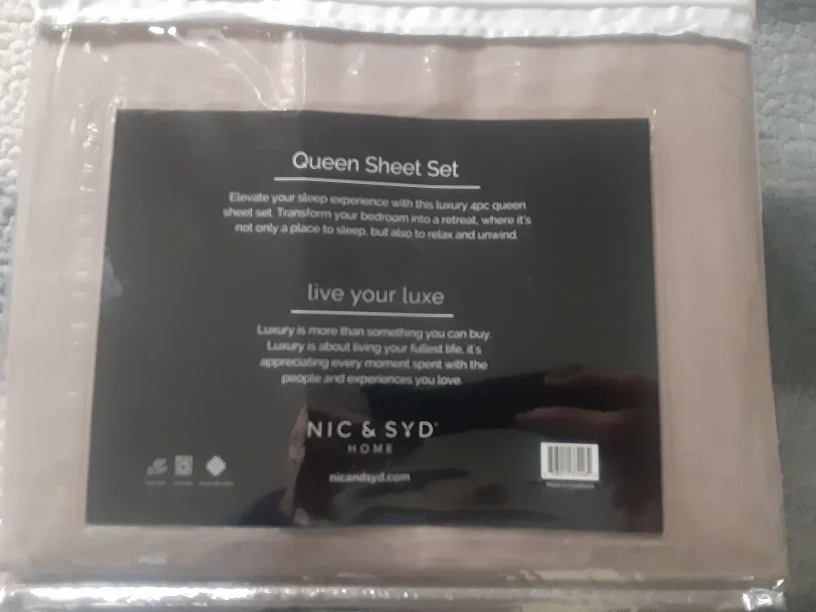 Queen Sheet Set
Elevate your sleep experience with this luxury 4pc queen
sheet set. Transform your bedroom into a retreat, where it's
not only a place to sleep, but also to relax and unwind.
live your luxe
Luxury is more than something you can buy.
Luxury is about living your fullest life, it's
appreciating every moment spent with the
people and experiences you love.
NIC & SYD
HOME
nicandsyd.com